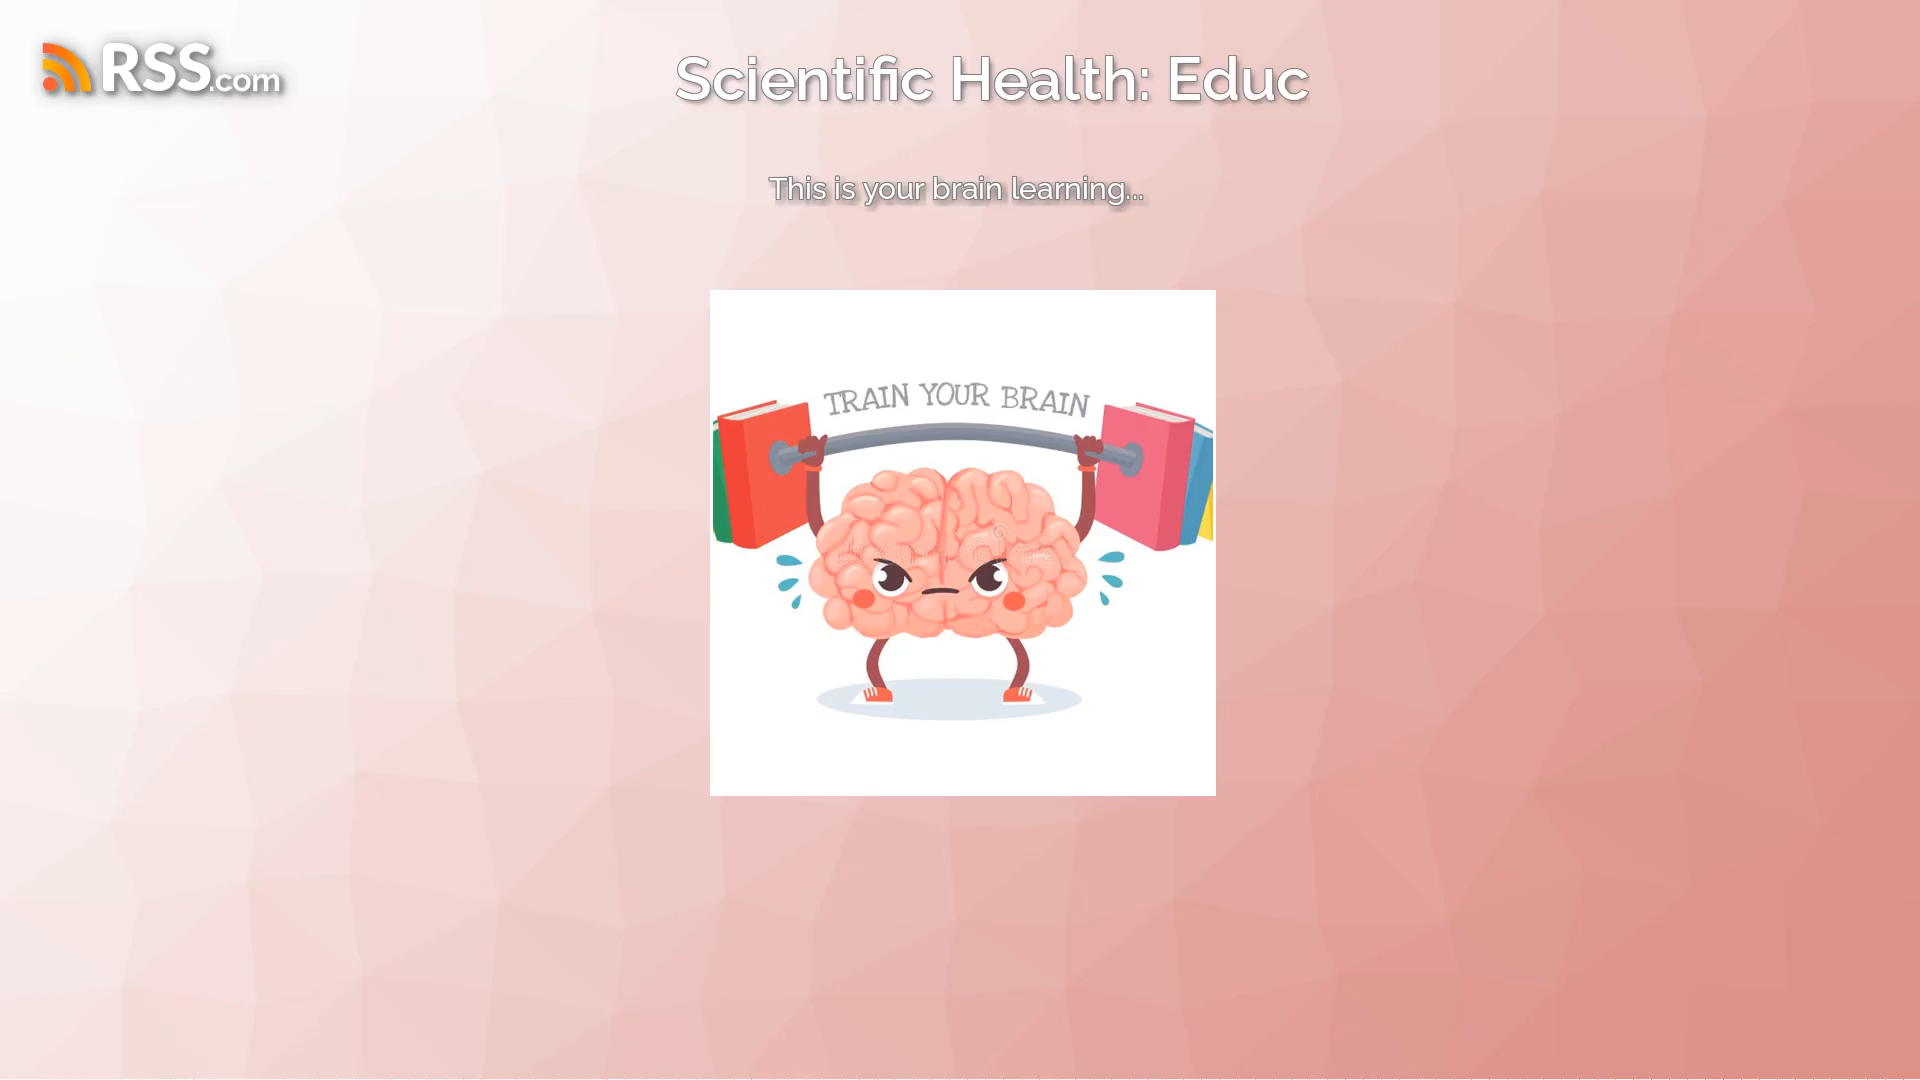 RSS.com
Scientific Health: Educ
This is your brain learning...
TRAIN YOUR BRAIN